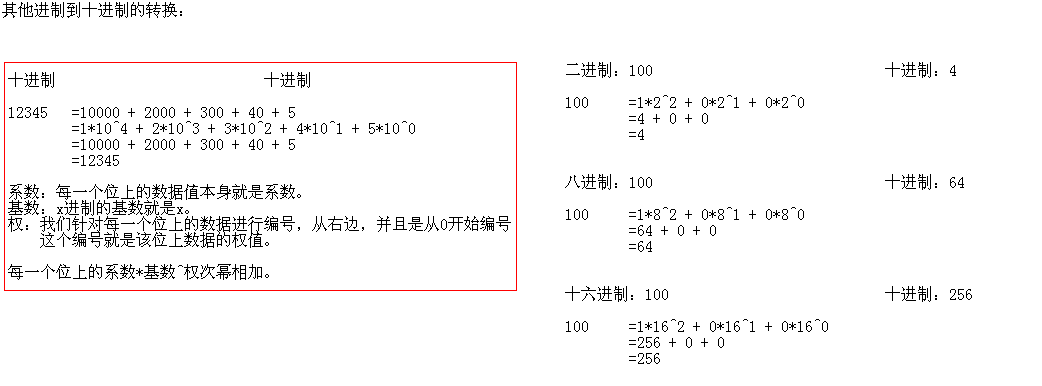 其他进制到十进制的转换：
十进制 十进制
12345 =10000 + 2000 + 300 + 40 + 5
=1*10^4 + 2*10^3 + 3*10^2 + 4*10^1 + 5*10^0
=10000 + 2000 + 300 + 40 + 5
=12345
系数：每一个位上的数据值本身就是系数。
基数：x进制的基数就是x。
权：我们针对每一个位上的数据进行编号，从右边，并且是从0开始编号
这个编号就是该位上数据的权值。
每一个位上的系数*基数^权次幂相加。
二进制：100 十进制：4
100 =1*2^2 + 0*2^1 + 0*2^0
=4 + 0 + 0
=4
八进制：100 十进制：64
100 =1*8^2 + 0*8^1 + 0*8^0
=64 + 0 + 0
=64
十六进制：100 十进制：256
100 =1*16^2 + 0*16^1 + 0*16^0
=256 + 0 + 0
=256